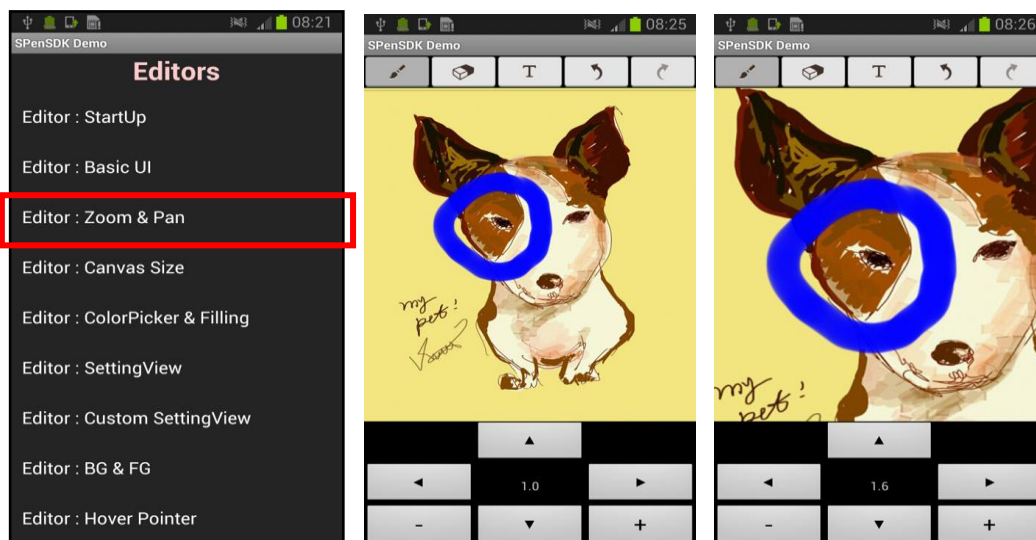 08:21
SPenSDK Demo
Editors
Editor : StartUp
Editor : Basic UI
Editor : Zoom & Pan
Editor : Canvas Size
Editor : ColorPicker & Filling
Editor : SettingView
Editor : Custom SettingView
Editor : BG & FG
Editor : Hover Pointer
08:25
SPenSDK Demo
T
my
pet!
1.0
-
+
08:26
SPenSDK Demo
T
my
pet!
1.6
-
+